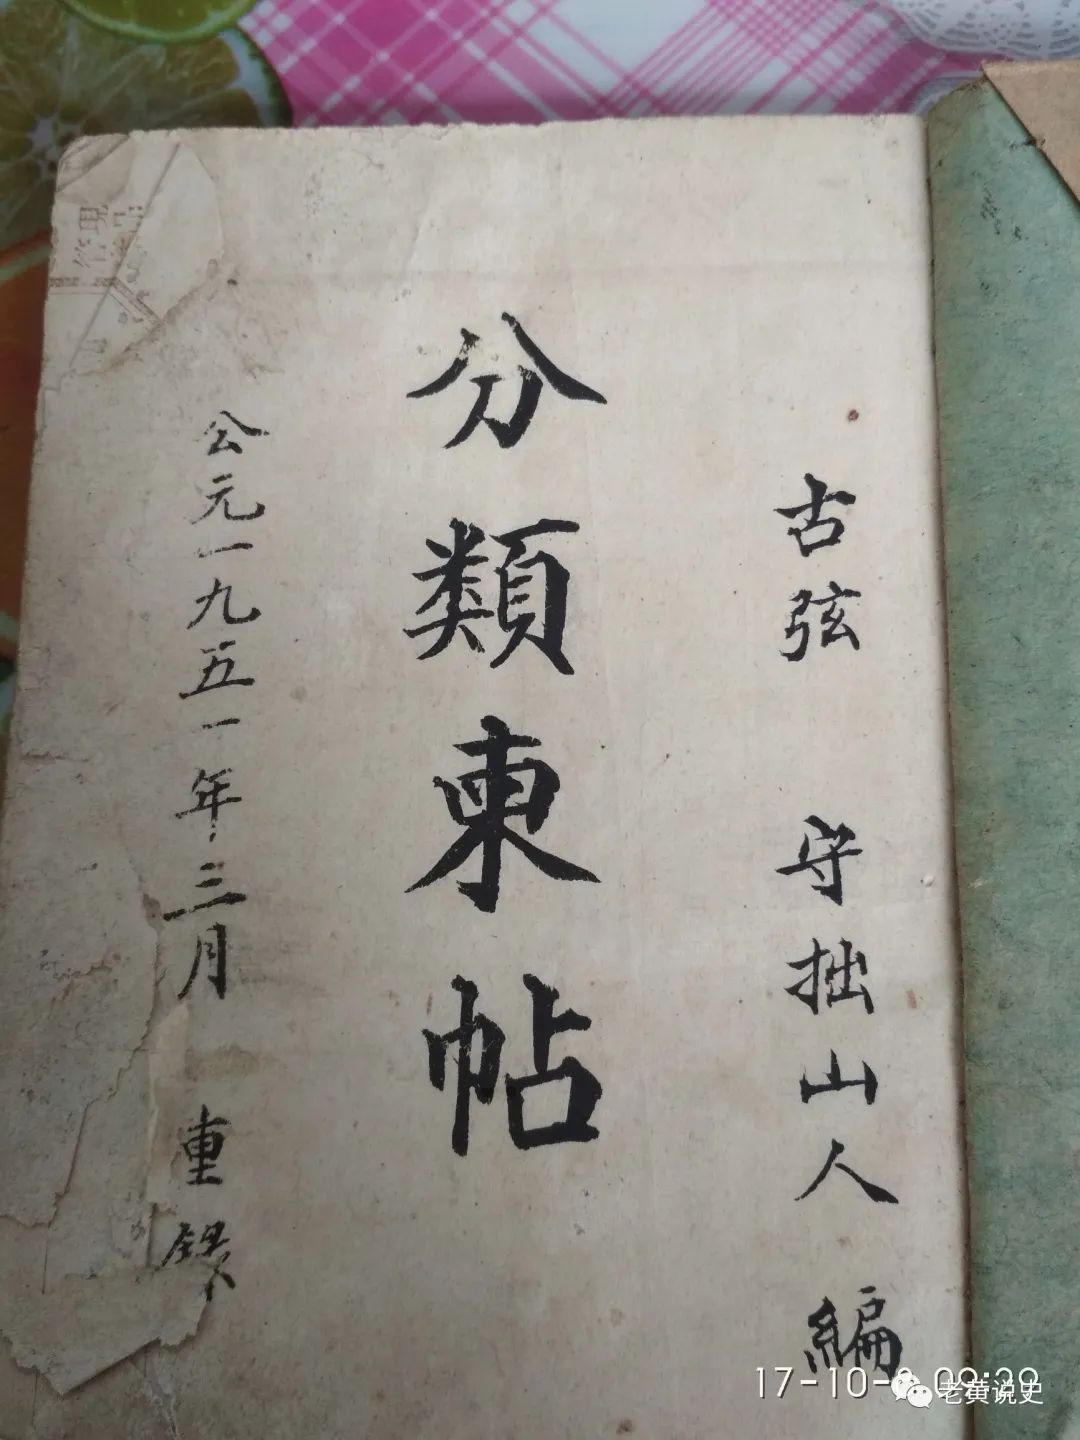 古弦 守拙山人 編
分類柬帖
公元一九五一年三月 重錄
老黄说史